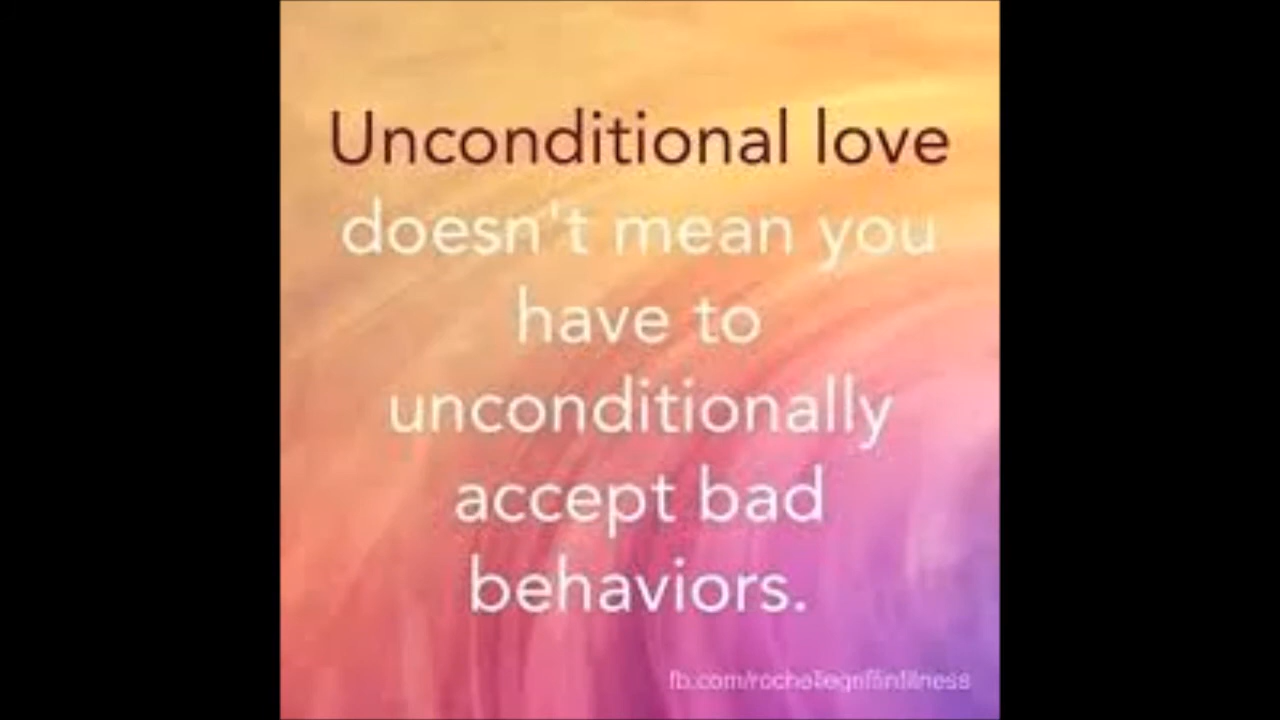 Unconditional love
doesn't mean you
have to
unconditionally
accept bad
behaviors.